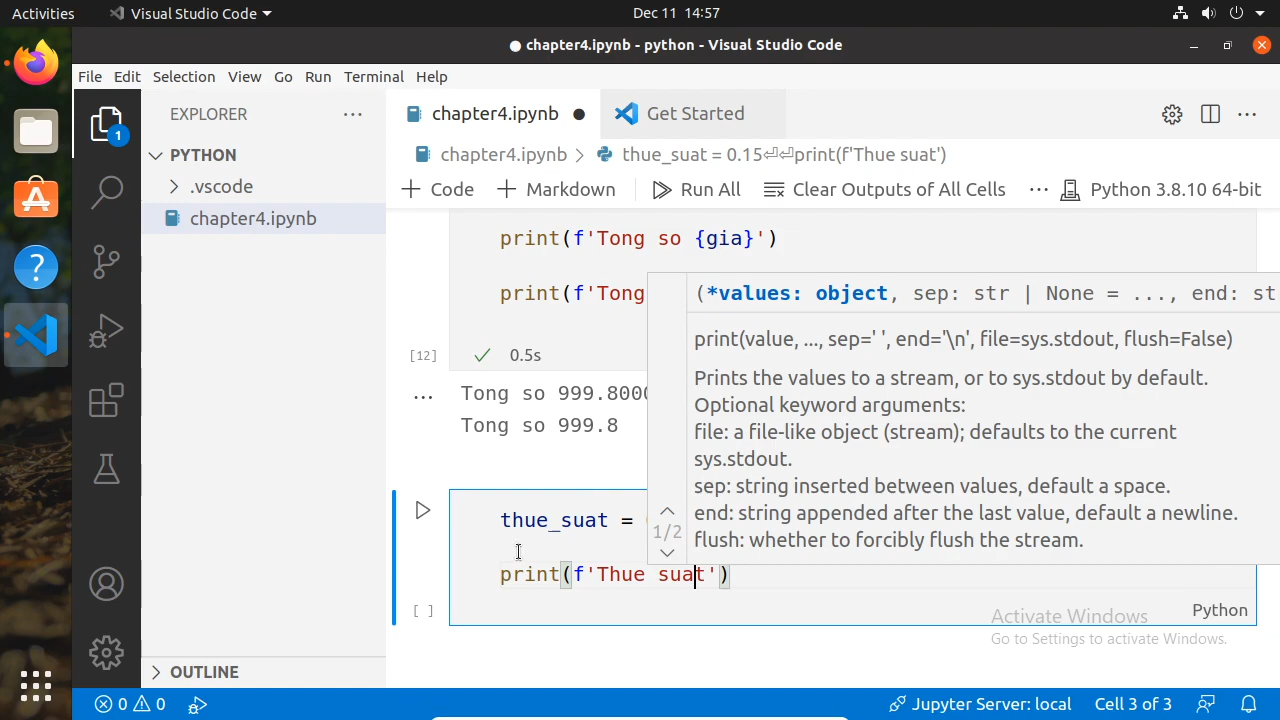 Activities
Visual Studio Code
Dec 11 14:57
● chapter4.ipynb - python - Visual Studio Code
File Edit Selection View Go Run Terminal Help
EXPLORER ···
chapter4.ipynb ●
Get Started ···
1
PYTHON
chapter4.ipynb > thue_suat = 0.15⏎⏎print(f'Thue suat')
.vscode
+ Code + Markdown Run All Clear Outputs of All Cells ··· Python 3.8.10 64-bit
chapter4.ipynb
print(f'Tong so {gia}')
print(f'Tong
(*values: object, sep: str | None = ..., end: st
print(value, ..., sep=' ', end='\n', file=sys.stdout, flush=False)
[12] ✓ 0.5s
Prints the values to a stream, or to sys.stdout by default.
Optional keyword arguments:
file: a file-like object (stream); defaults to the current
sys.stdout.
sep: string inserted between values, default a space.
end: string appended after the last value, default a newline.
flush: whether to forcibly flush the stream.
1/2
··· Tong so 999.800
Tong so 999.8
thue_suat =
print(f'Thue suat')
[ ]
Python
Activate Windows
Go to Settings to activate Windows.
OUTLINE
0 0
Jupyter Server: local Cell 3 of 3